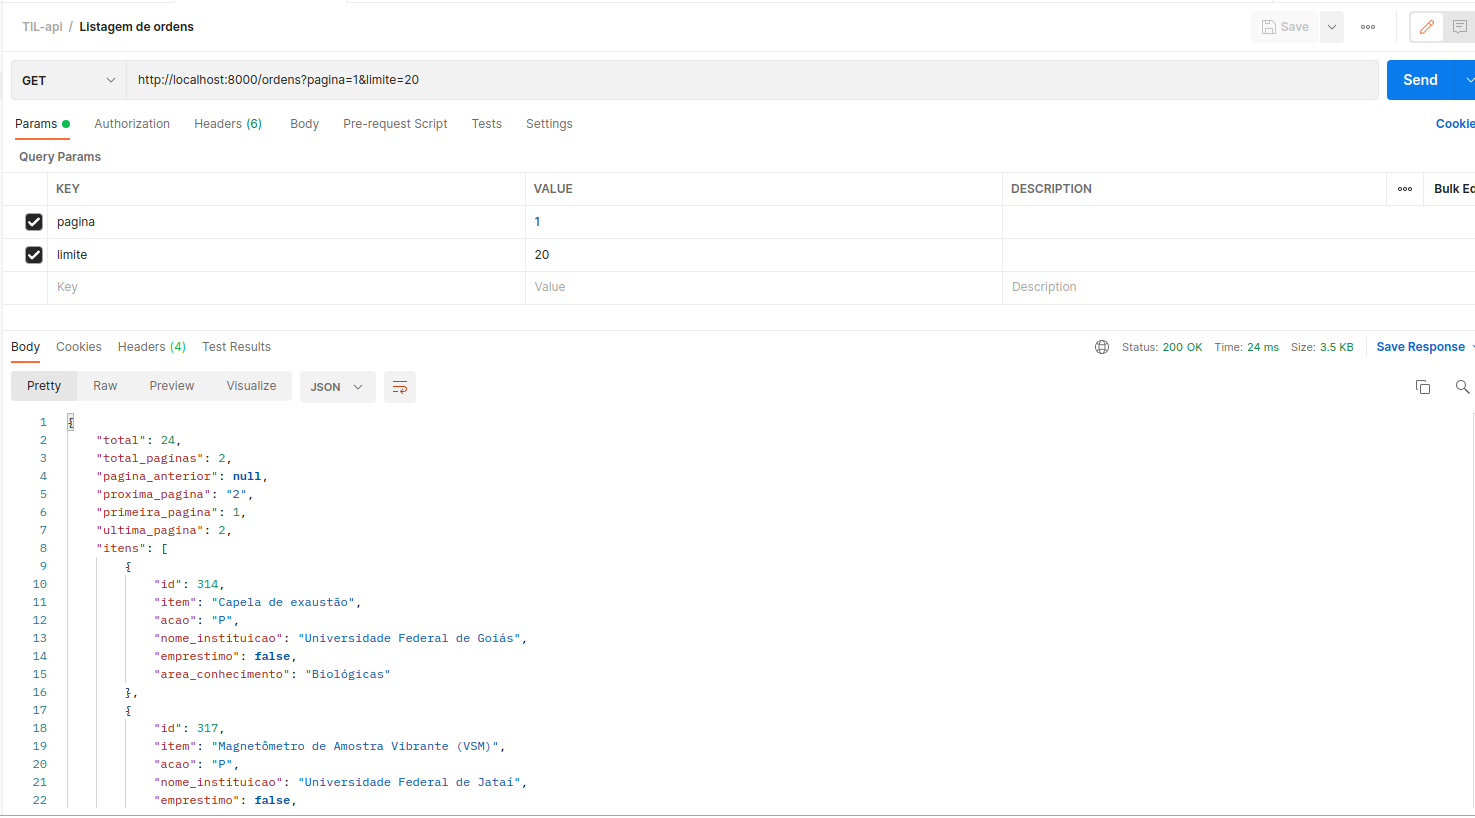 TIL-api / Listagem de ordens
Save
GET http://localhost:8000/ordens?pagina=1&limite=20 Send
Params Authorization Headers (6) Body Pre-request Script Tests Settings Cookie
Query Params
KEY VALUE DESCRIPTION Bulk Ed
pagina 1
limite 20
Key Value Description
Body Cookies Headers (4) Test Results Status: 200 OK Time: 24 ms Size: 3.5 KB Save Response
Pretty Raw Preview Visualize JSON
1 {
2 "total": 24,
3 "total_paginas": 2,
4 "pagina_anterior": null,
5 "proxima_pagina": "2",
6 "primeira_pagina": 1,
7 "ultima_pagina": 2,
8 "itens": [
9 {
10 "id": 314,
11 "item": "Capela de exaustão",
12 "acao": "P",
13 "nome_instituicao": "Universidade Federal de Goiás",
14 "emprestimo": false,
15 "area_conhecimento": "Biológicas"
16 },
17 {
18 "id": 317,
19 "item": "Magnetômetro de Amostra Vibrante (VSM)",
20 "acao": "P",
21 "nome_instituicao": "Universidade Federal de Jataí",
22 "emprestimo": false,